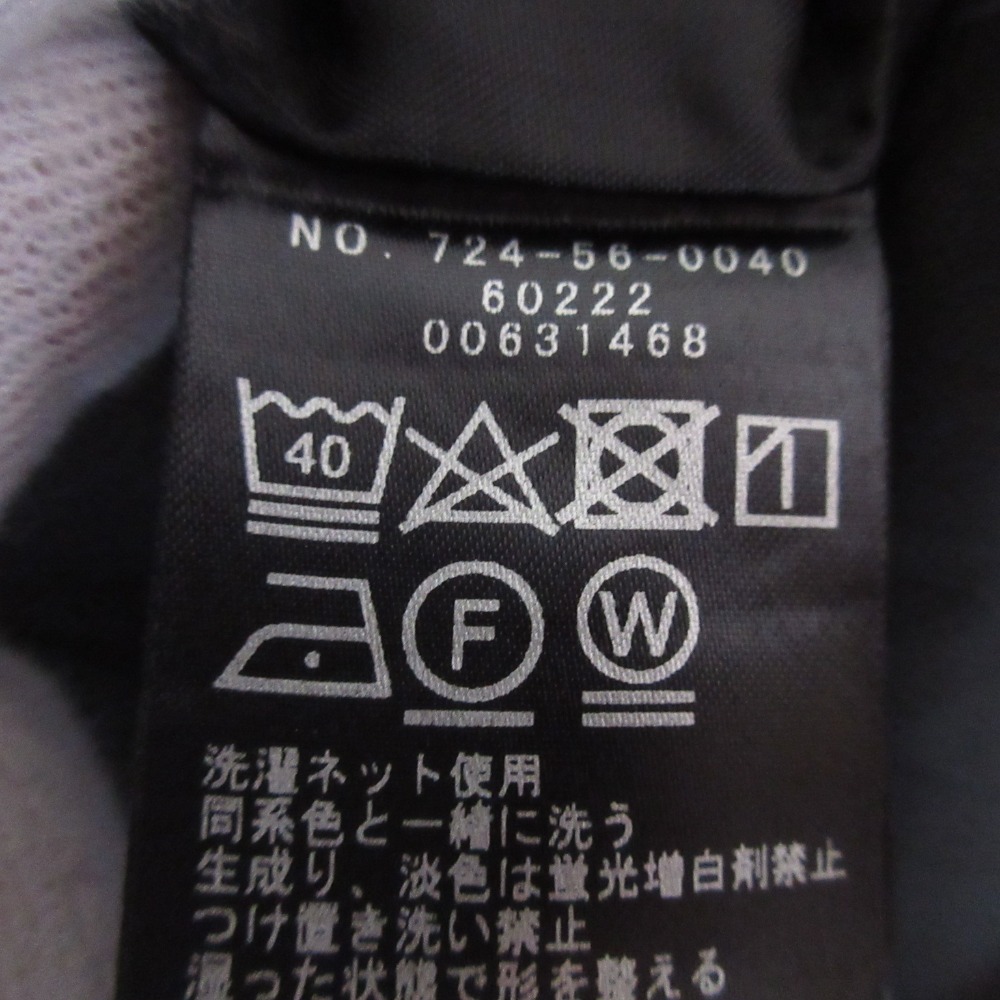 NO. 724-56-0040
60222
00631468
40
F
W
洗濯ネット使用
同系色と一緒に洗う
生成り、淡色は蛍光増白剤禁止
つけ置き洗い禁止
湿った状態で形を整える